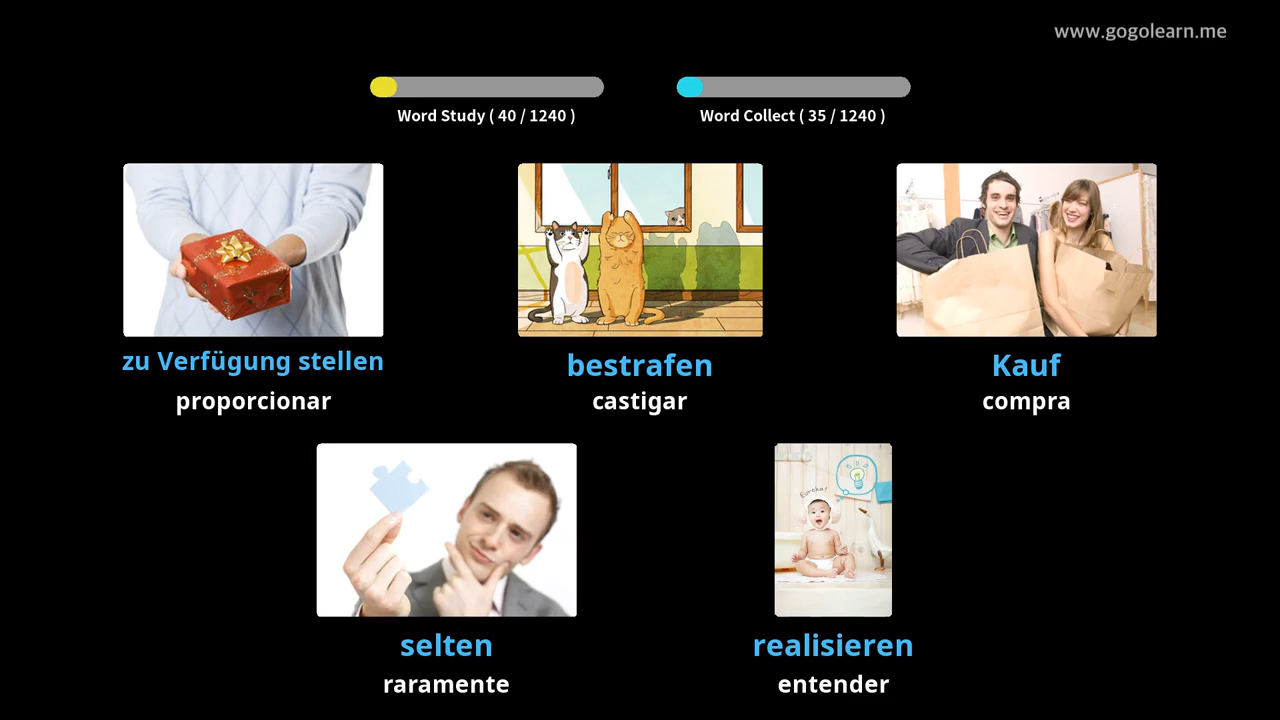 www.gogolearn.me
Word Study ( 40 / 1240 )
Word Collect ( 35 / 1240 )
zu Verfügung stellen
proporcionar
bestrafen
castigar
Kauf
compra
Eureka!
selten
raramente
realisieren
entender